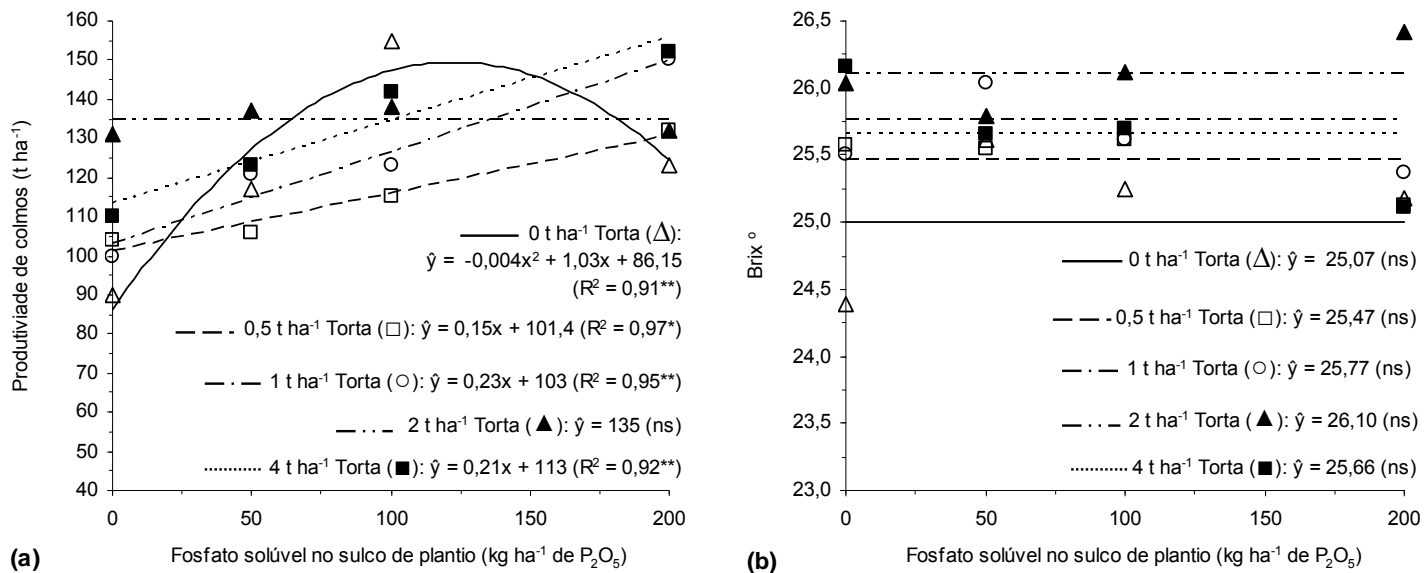 Produtiviade de colmos (t ha⁻¹)
160
150
140
130
120
110
100
90
80
70
60
50
40
0 t ha⁻¹ Torta (Δ):
ŷ = -0,004x² + 1,03x + 86,15
(R² = 0,91**)
0,5 t ha⁻¹ Torta (□): ŷ = 0,15x + 101,4 (R² = 0,97*)
1 t ha⁻¹ Torta (○): ŷ = 0,23x + 103 (R² = 0,95**)
2 t ha⁻¹ Torta (▲): ŷ = 135 (ns)
4 t ha⁻¹ Torta (■): ŷ = 0,21x + 113 (R² = 0,92**)
0 50 100 150 200
Fosfato solúvel no sulco de plantio (kg ha⁻¹ de P₂O₅)
(a)
Brix º
26,5
26,0
25,5
25,0
24,5
24,0
23,5
23,0
0 t ha⁻¹ Torta (Δ): ŷ = 25,07 (ns)
0,5 t ha⁻¹ Torta (□): ŷ = 25,47 (ns)
1 t ha⁻¹ Torta (○): ŷ = 25,77 (ns)
2 t ha⁻¹ Torta (▲): ŷ = 26,10 (ns)
4 t ha⁻¹ Torta (■): ŷ = 25,66 (ns)
0 50 100 150 200
Fosfato solúvel no sulco de plantio (kg ha⁻¹ de P₂O₅)
(b)